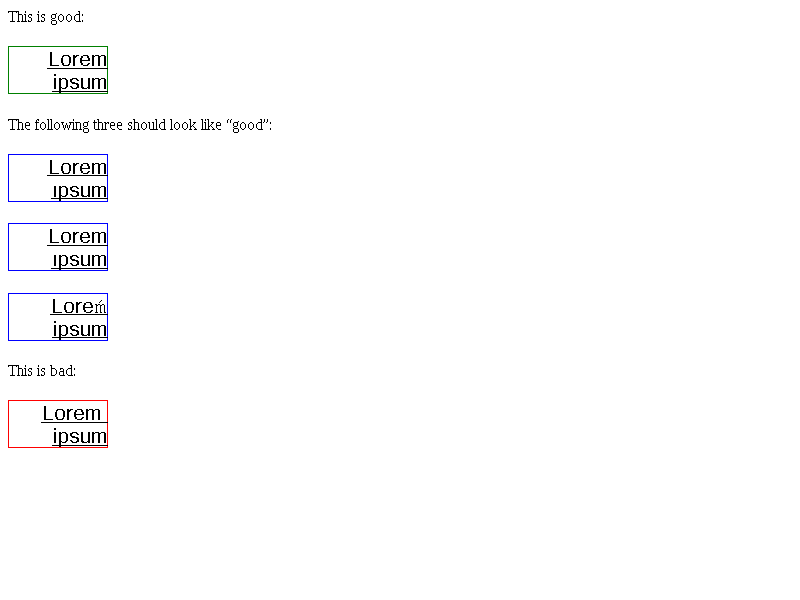 This is good:
Lorem
ipsum
The following three should look like “good”:
Lorem
ıpsum
Lorem
ıpsum
Loreḿ
ipsum
This is bad:
Lorem
ipsum